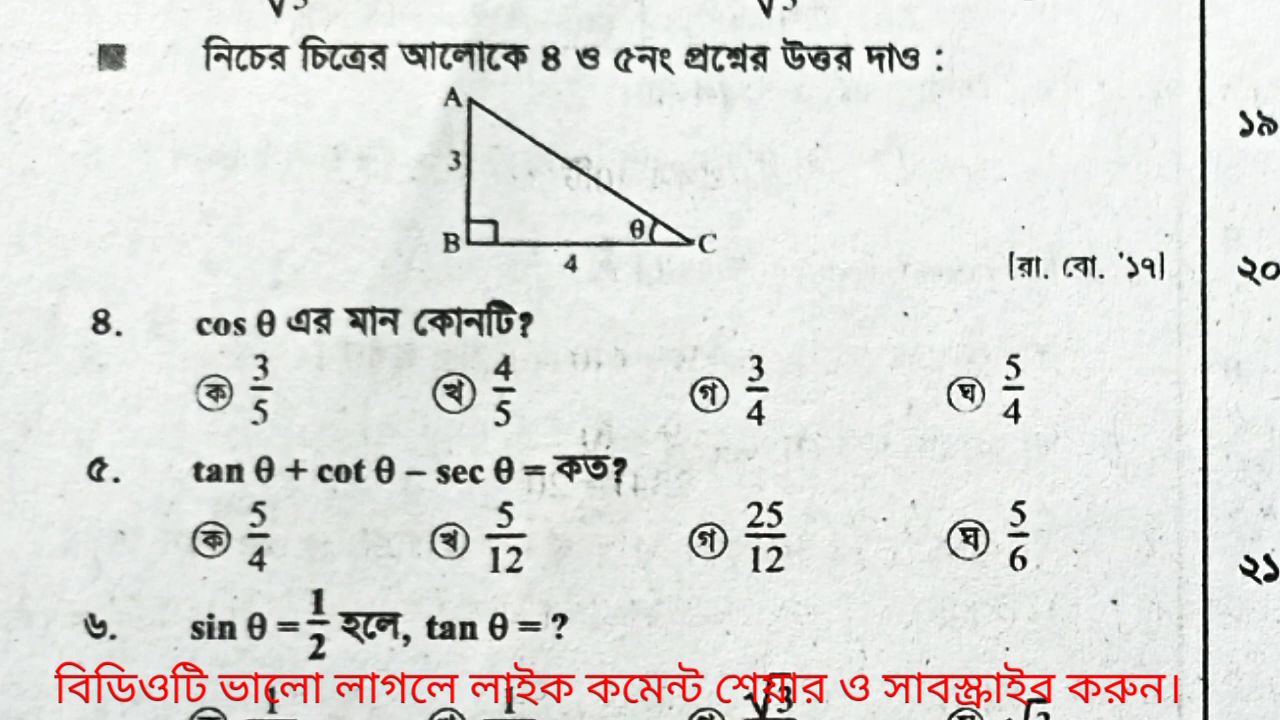 নিচের চিত্রের আলোকে ৪ ও ৫নং প্রশ্নের উত্তর দাও :
A
3
B
θ
C
4
[রা. বো. '১৭]
৪. cos θ এর মান কোনটি?
ক 3/5 খ 4/5 গ 3/4 ঘ 5/4
৫. tan θ + cot θ – sec θ = কত?
ক 5/4 খ 5/12 গ 25/12 ঘ 5/6
৬. sin θ = 1/2 হলে, tan θ = ?
বিডিওটি ভালো লাগলে লাইক কমেন্ট শেয়ার ও সাবস্ক্রাইব করুন।
১৯
২০
২১